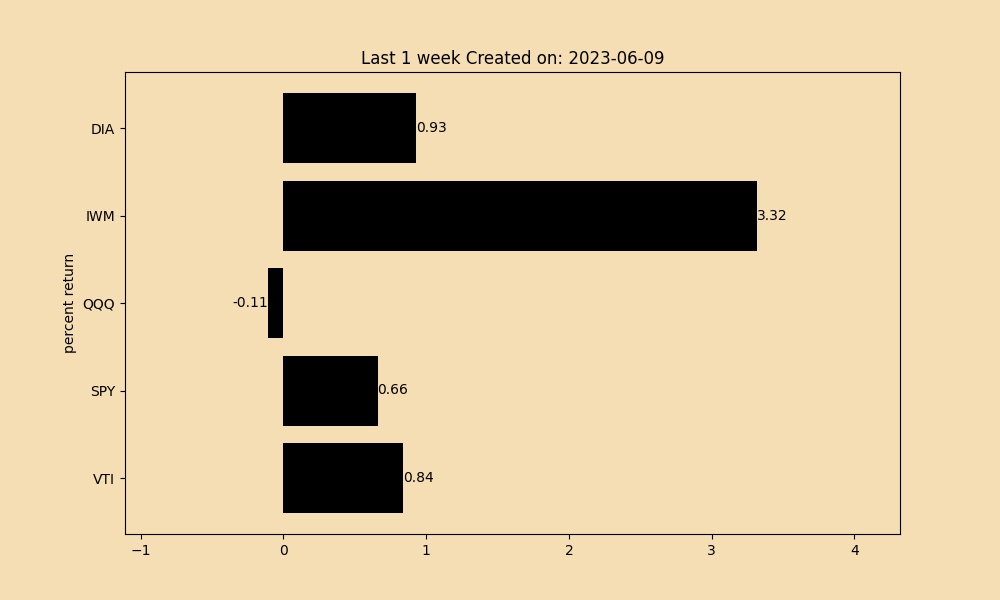 Last 1 week Created on: 2023-06-09
percent return
DIA
0.93
IWM
3.32
QQQ
-0.11
SPY
0.66
VTI
0.84
−1 0 1 2 3 4